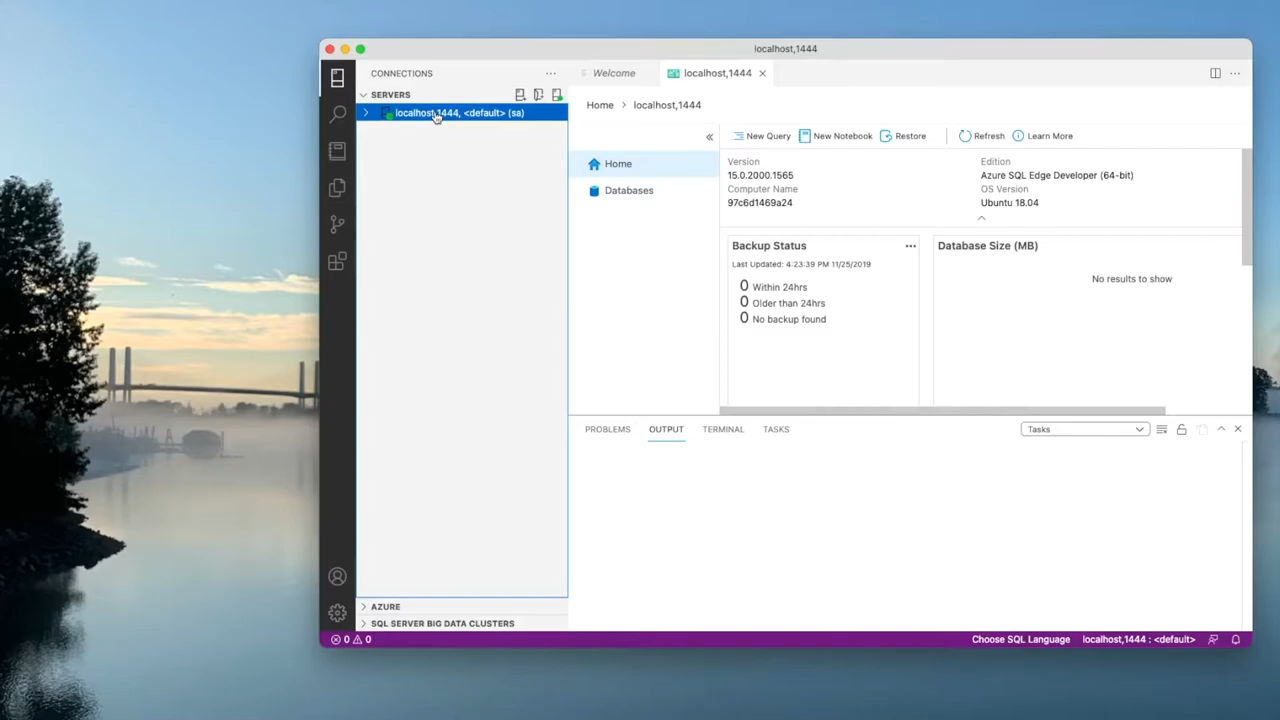 localhost,1444
CONNECTIONS
Welcome
localhost,1444
SERVERS
localhost,1444, <default> (sa)
Home
localhost,1444
New Query
New Notebook
Restore
Refresh
Learn More
Home
Databases
Version
15.0.2000.1565
Computer Name
97c6d1469a24
Edition
Azure SQL Edge Developer (64-bit)
OS Version
Ubuntu 18.04
Backup Status
Last Updated: 4:23:39 PM 11/25/2019
0 Within 24hrs
0 Older than 24hrs
0 No backup found
Database Size (MB)
No results to show
PROBLEMS
OUTPUT
TERMINAL
TASKS
Tasks
AZURE
SQL SERVER BIG DATA CLUSTERS
0 0
Choose SQL Language
localhost,1444 : <default>